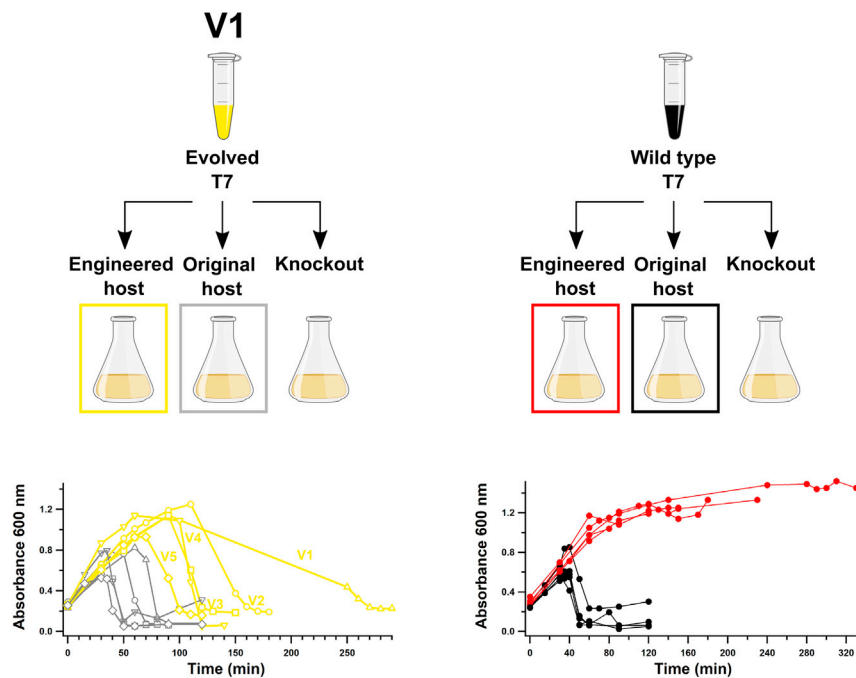 V1
Evolved
T7
Engineered
host
Original
host
Knockout
Wild type
T7
Engineered
host
Original
host
Knockout
Absorbance 600 nm
1.2
0.8
0.4
0.0
V5
V4
V1
V3
V2
0
50
100
150
200
250
Time (min)
Absorbance 600 nm
1.6
1.2
0.8
0.4
0.0
0
40
80
120
160
200
240
280
320
Time (min)